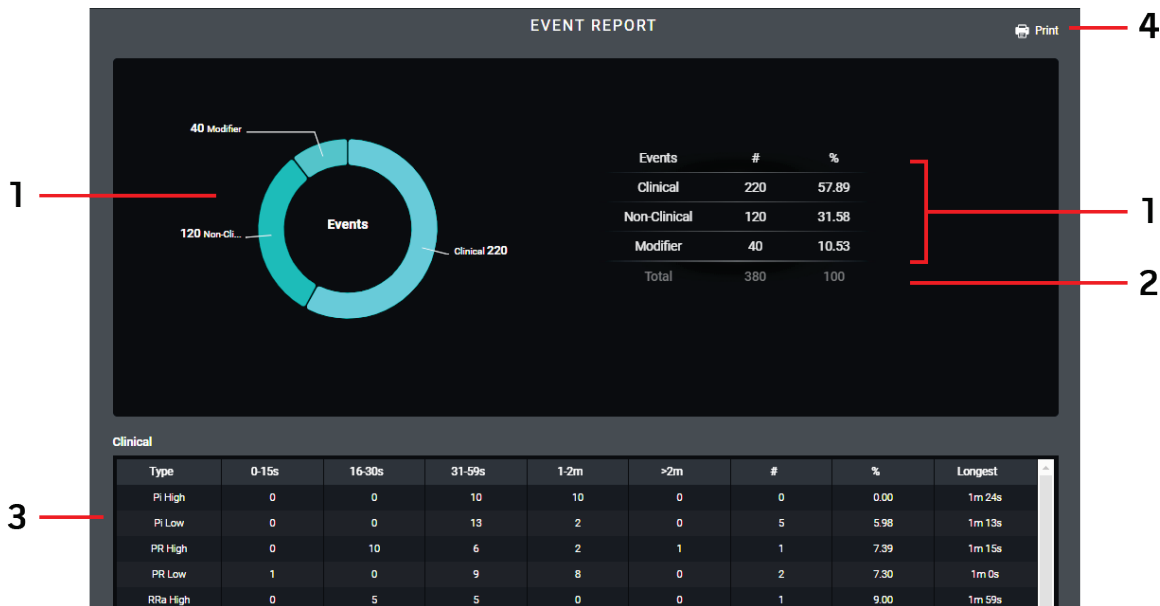 EVENT REPORT
Print
4
40 Modifier
Events # %
1
Clinical 220 57.89
1
Non-Clinical 120 31.58
120 Non-Cli...
Events
Clinical 220
Modifier 40 10.53
Total 380 100
2
Clinical
Type 0-15s 16-30s 31-59s 1-2m >2m # % Longest
Pi High 0 0 10 10 0 0 0.00 1m 24s
3
Pi Low 0 0 13 2 0 5 5.98 1m 13s
PR High 0 10 6 2 1 1 7.39 1m 15s
PR Low 1 0 9 8 0 2 7.30 1m 0s
RRa High 0 5 5 0 0 1 9.00 1m 59s